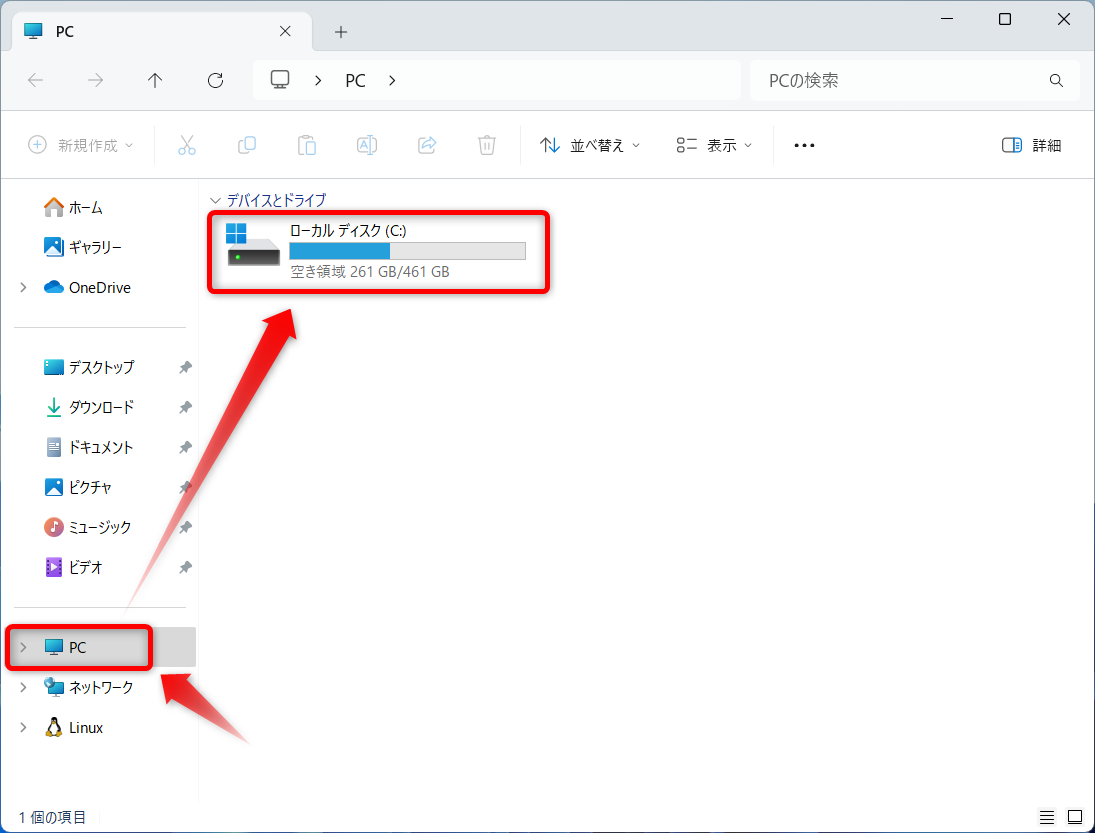 PC
PC
PCの検索
新規作成
並べ替え
表示
詳細
ホーム
ギャラリー
OneDrive
デスクトップ
ダウンロード
ドキュメント
ピクチャ
ミュージック
ビデオ
PC
ネットワーク
Linux
デバイスとドライブ
ローカル ディスク (C:)
空き領域 261 GB/461 GB
1 個の項目